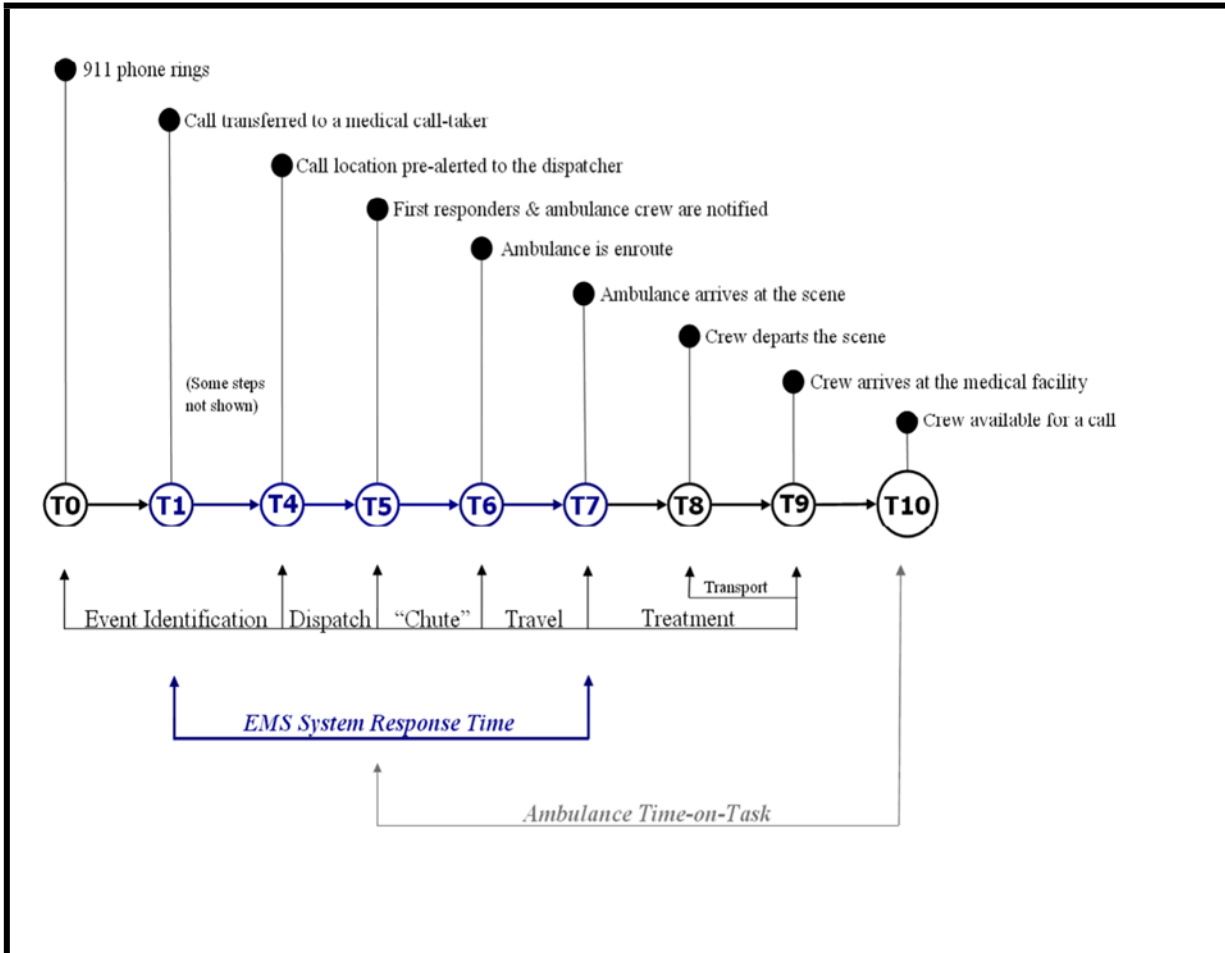 911 phone rings
Call transferred to a medical call-taker
Call location pre-alerted to the dispatcher
First responders & ambulance crew are notified
Ambulance is enroute
Ambulance arrives at the scene
Crew departs the scene
Crew arrives at the medical facility
(Some steps
not shown)
Crew available for a call
T0 T1 T4 T5 T6 T7 T8 T9 T10
Transport
Event Identification Dispatch “Chute” Travel Treatment
EMS System Response Time
Ambulance Time-on-Task